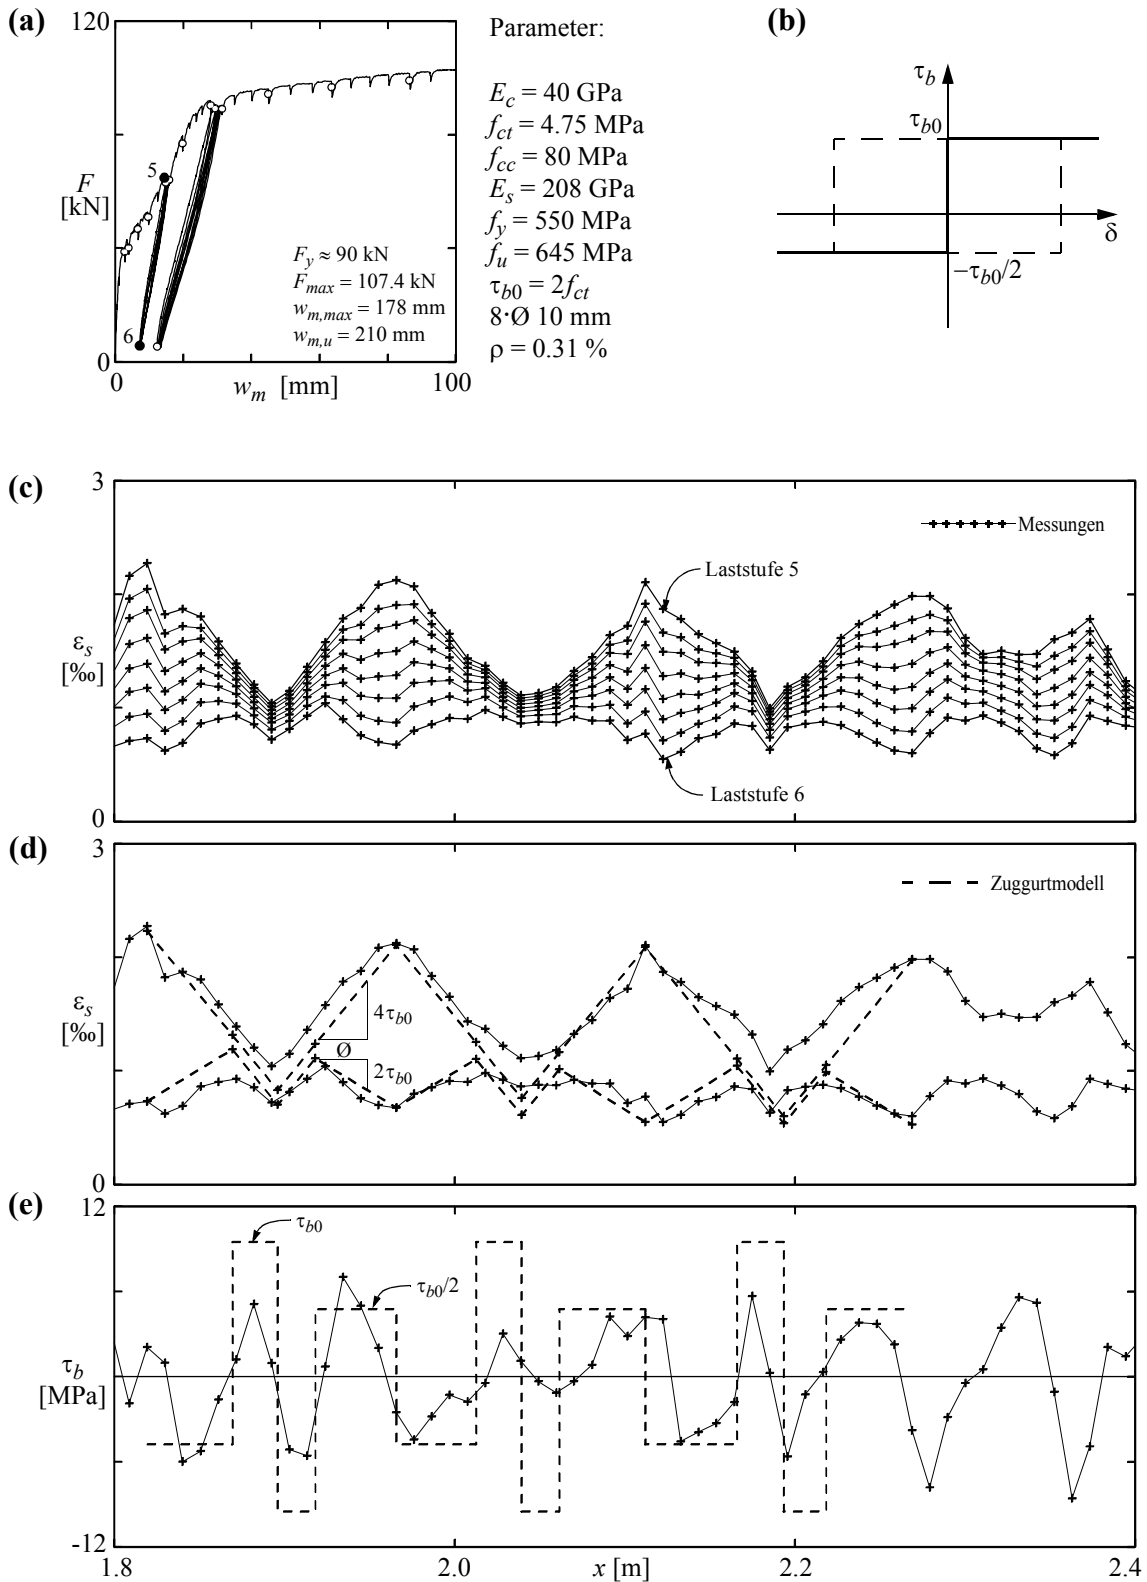 (a)
120
F
[kN]
5
6
0
0
w_m [mm]
100
F_y ≈ 90 kN
F_max = 107.4 kN
w_m,max = 178 mm
w_m,u = 210 mm
Parameter:
E_c = 40 GPa
f_ct = 4.75 MPa
f_cc = 80 MPa
E_s = 208 GPa
f_y = 550 MPa
f_u = 645 MPa
τ_b0 = 2f_ct
8·Ø 10 mm
ρ = 0.31 %
(b)
τ_b
τ_b0
δ
−τ_b0/2
(c)
3
ε_s
[‰]
0
Messungen
Laststufe 5
Laststufe 6
(d)
3
ε_s
[‰]
0
Zuggurtmodell
4τ_b0
Ø
2τ_b0
(e)
12
τ_b
[MPa]
-12
τ_b0
τ_b0/2
1.8
2.0
x [m]
2.2
2.4